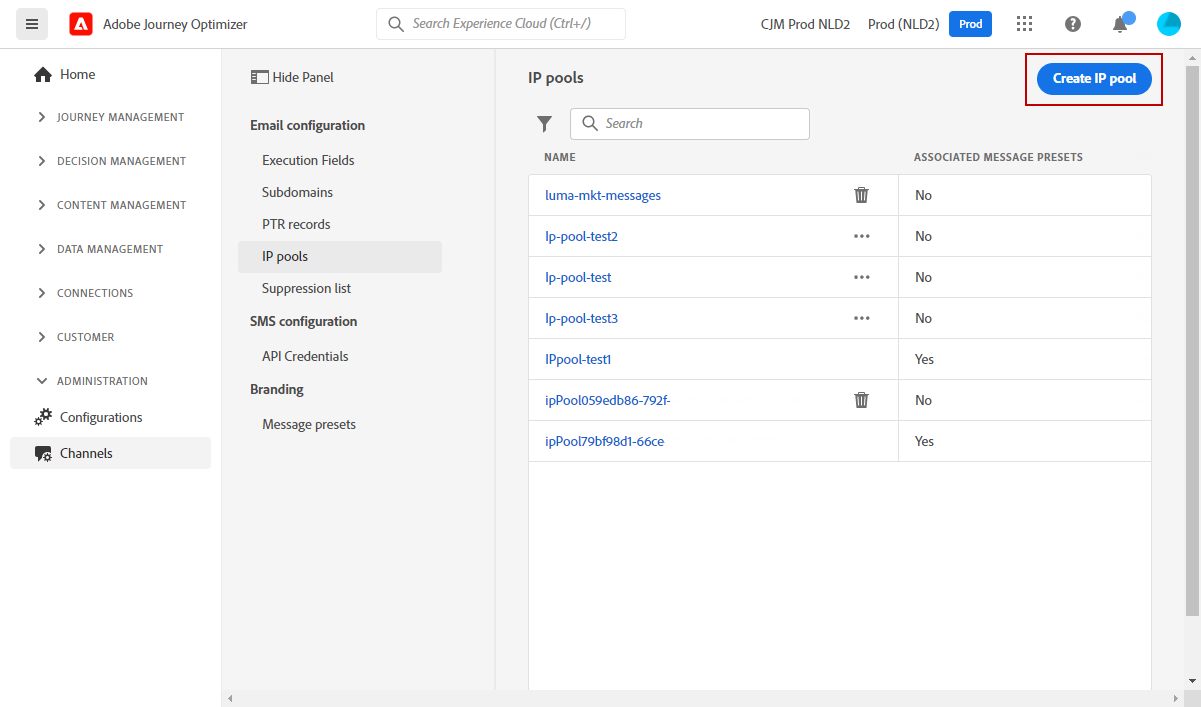 Adobe Journey Optimizer
Search Experience Cloud (Ctrl+/)
CJM Prod NLD2
Prod (NLD2)
Prod
Home
JOURNEY MANAGEMENT
DECISION MANAGEMENT
CONTENT MANAGEMENT
DATA MANAGEMENT
CONNECTIONS
CUSTOMER
ADMINISTRATION
Configurations
Channels
Hide Panel
Email configuration
Execution Fields
Subdomains
PTR records
IP pools
Suppression list
SMS configuration
API Credentials
Branding
Message presets
IP pools
Create IP pool
Search
NAME ASSOCIATED MESSAGE PRESETS
luma-mkt-messages No
Ip-pool-test2 No
Ip-pool-test No
Ip-pool-test3 No
IPpool-test1 Yes
ipPool059edb86-792f- No
ipPool79bf98d1-66ce Yes